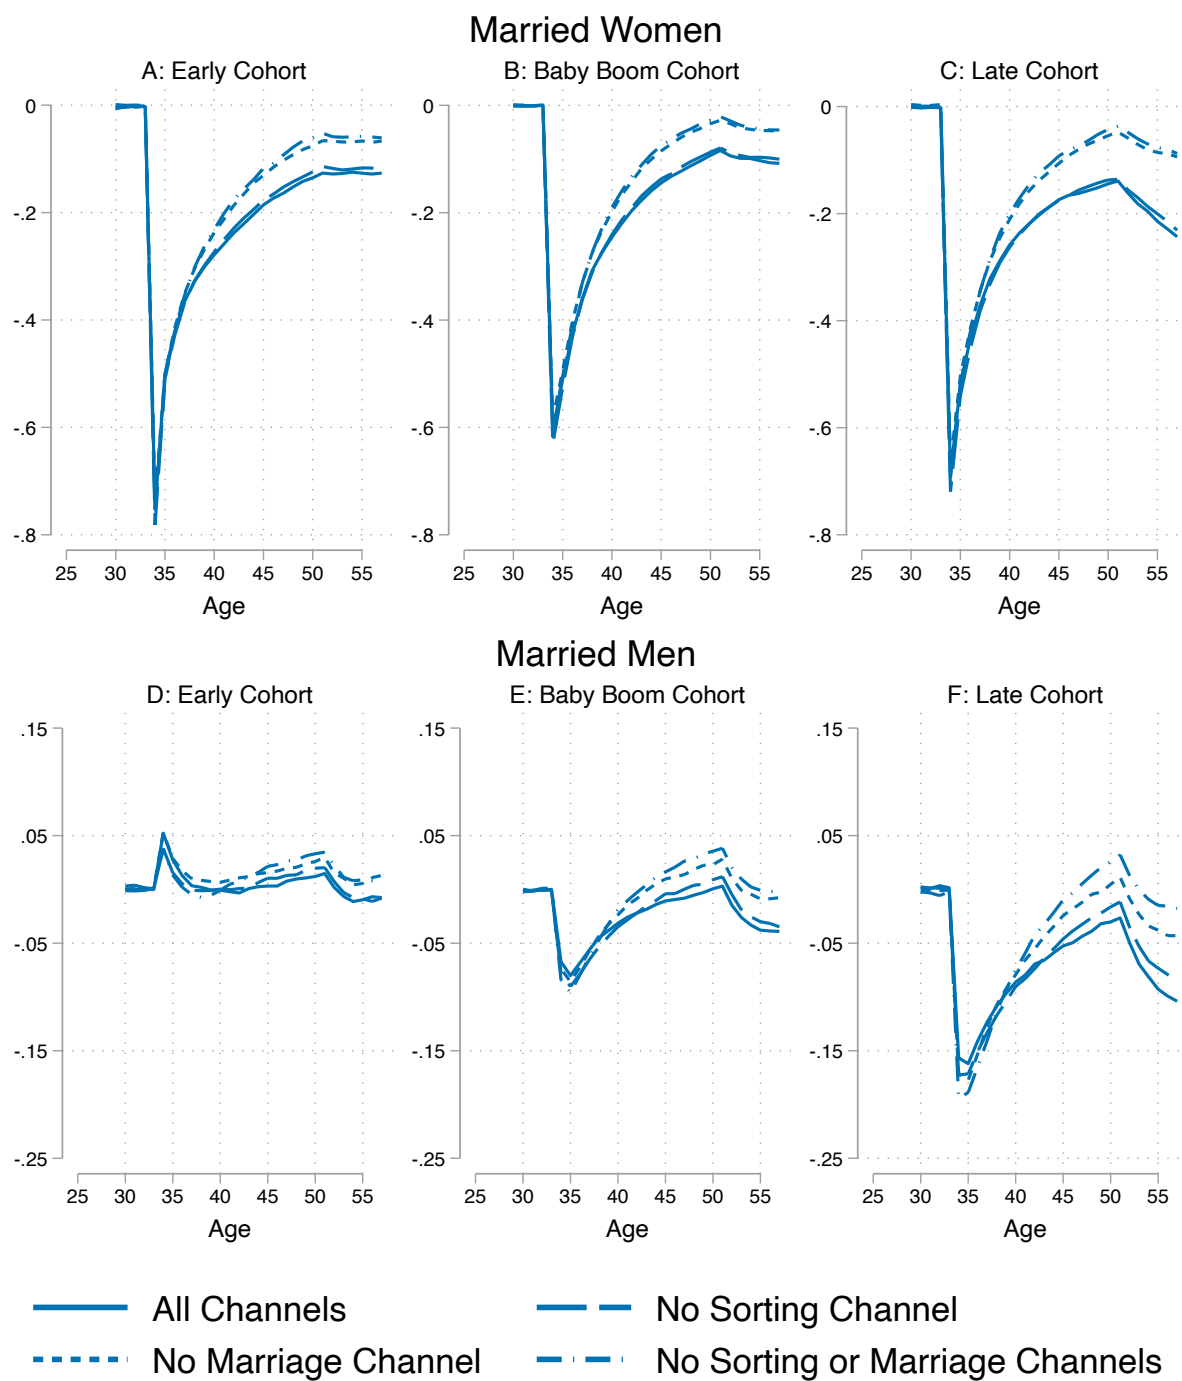 Married Women
A: Early Cohort
B: Baby Boom Cohort
C: Late Cohort
0
-.2
-.4
-.6
-.8
25 30 35 40 45 50 55
Age
0
-.2
-.4
-.6
-.8
25 30 35 40 45 50 55
Age
0
-.2
-.4
-.6
-.8
25 30 35 40 45 50 55
Age
Married Men
D: Early Cohort
E: Baby Boom Cohort
F: Late Cohort
.15
.05
-.05
-.15
-.25
25 30 35 40 45 50 55
Age
.15
.05
-.05
-.15
-.25
25 30 35 40 45 50 55
Age
.15
.05
-.05
-.15
-.25
25 30 35 40 45 50 55
Age
All Channels
No Sorting Channel
No Marriage Channel
No Sorting or Marriage Channels